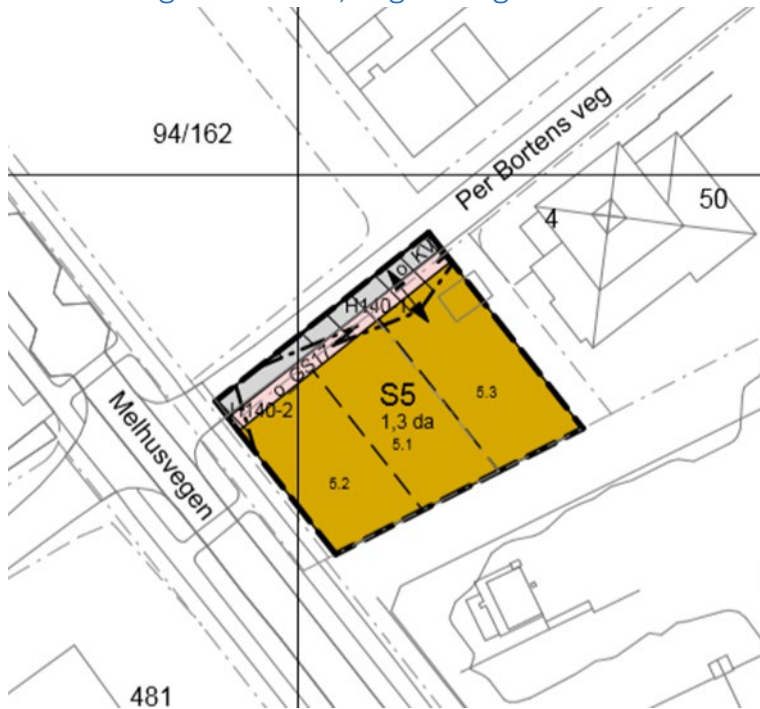 94/162
Per Bortens veg
50
4
o_KV
H140_1
o_GS17
H140-2
S5
1,3 da
5.3
5.1
5.2
Melhusvegen
481